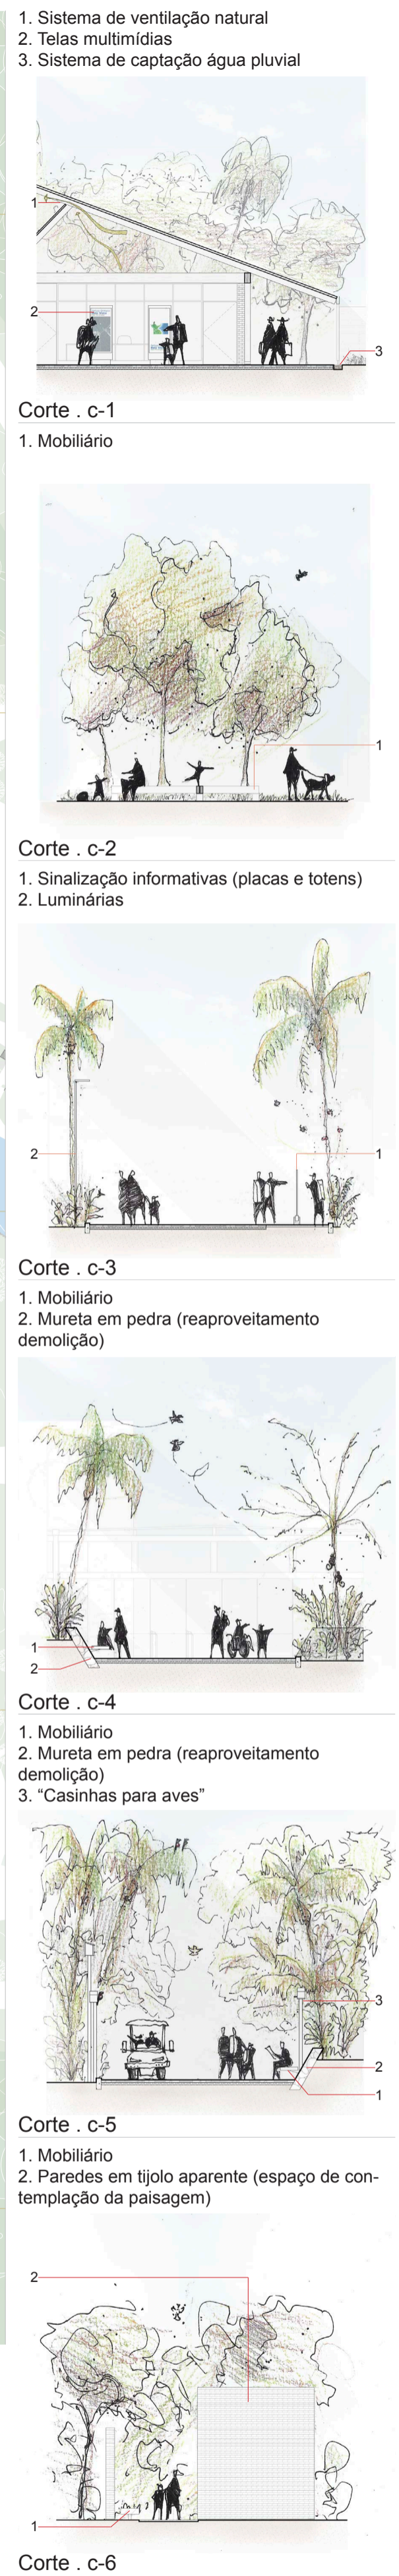 1. Sistema de ventilação natural
2. Telas multimídias
3. Sistema de captação água pluvial
1
2
3
Corte . c-1
1. Mobiliário
1
Corte . c-2
1. Sinalização informativas (placas e totens)
2. Luminárias
2
1
Corte . c-3
1. Mobiliário
2. Mureta em pedra (reaproveitamento
demolição)
1
2
Corte . c-4
1. Mobiliário
2. Mureta em pedra (reaproveitamento
demolição)
3. “Casinhas para aves”
3
2
1
Corte . c-5
1. Mobiliário
2. Paredes em tijolo aparente (espaço de con-
templação da paisagem)
2
1
Corte . c-6